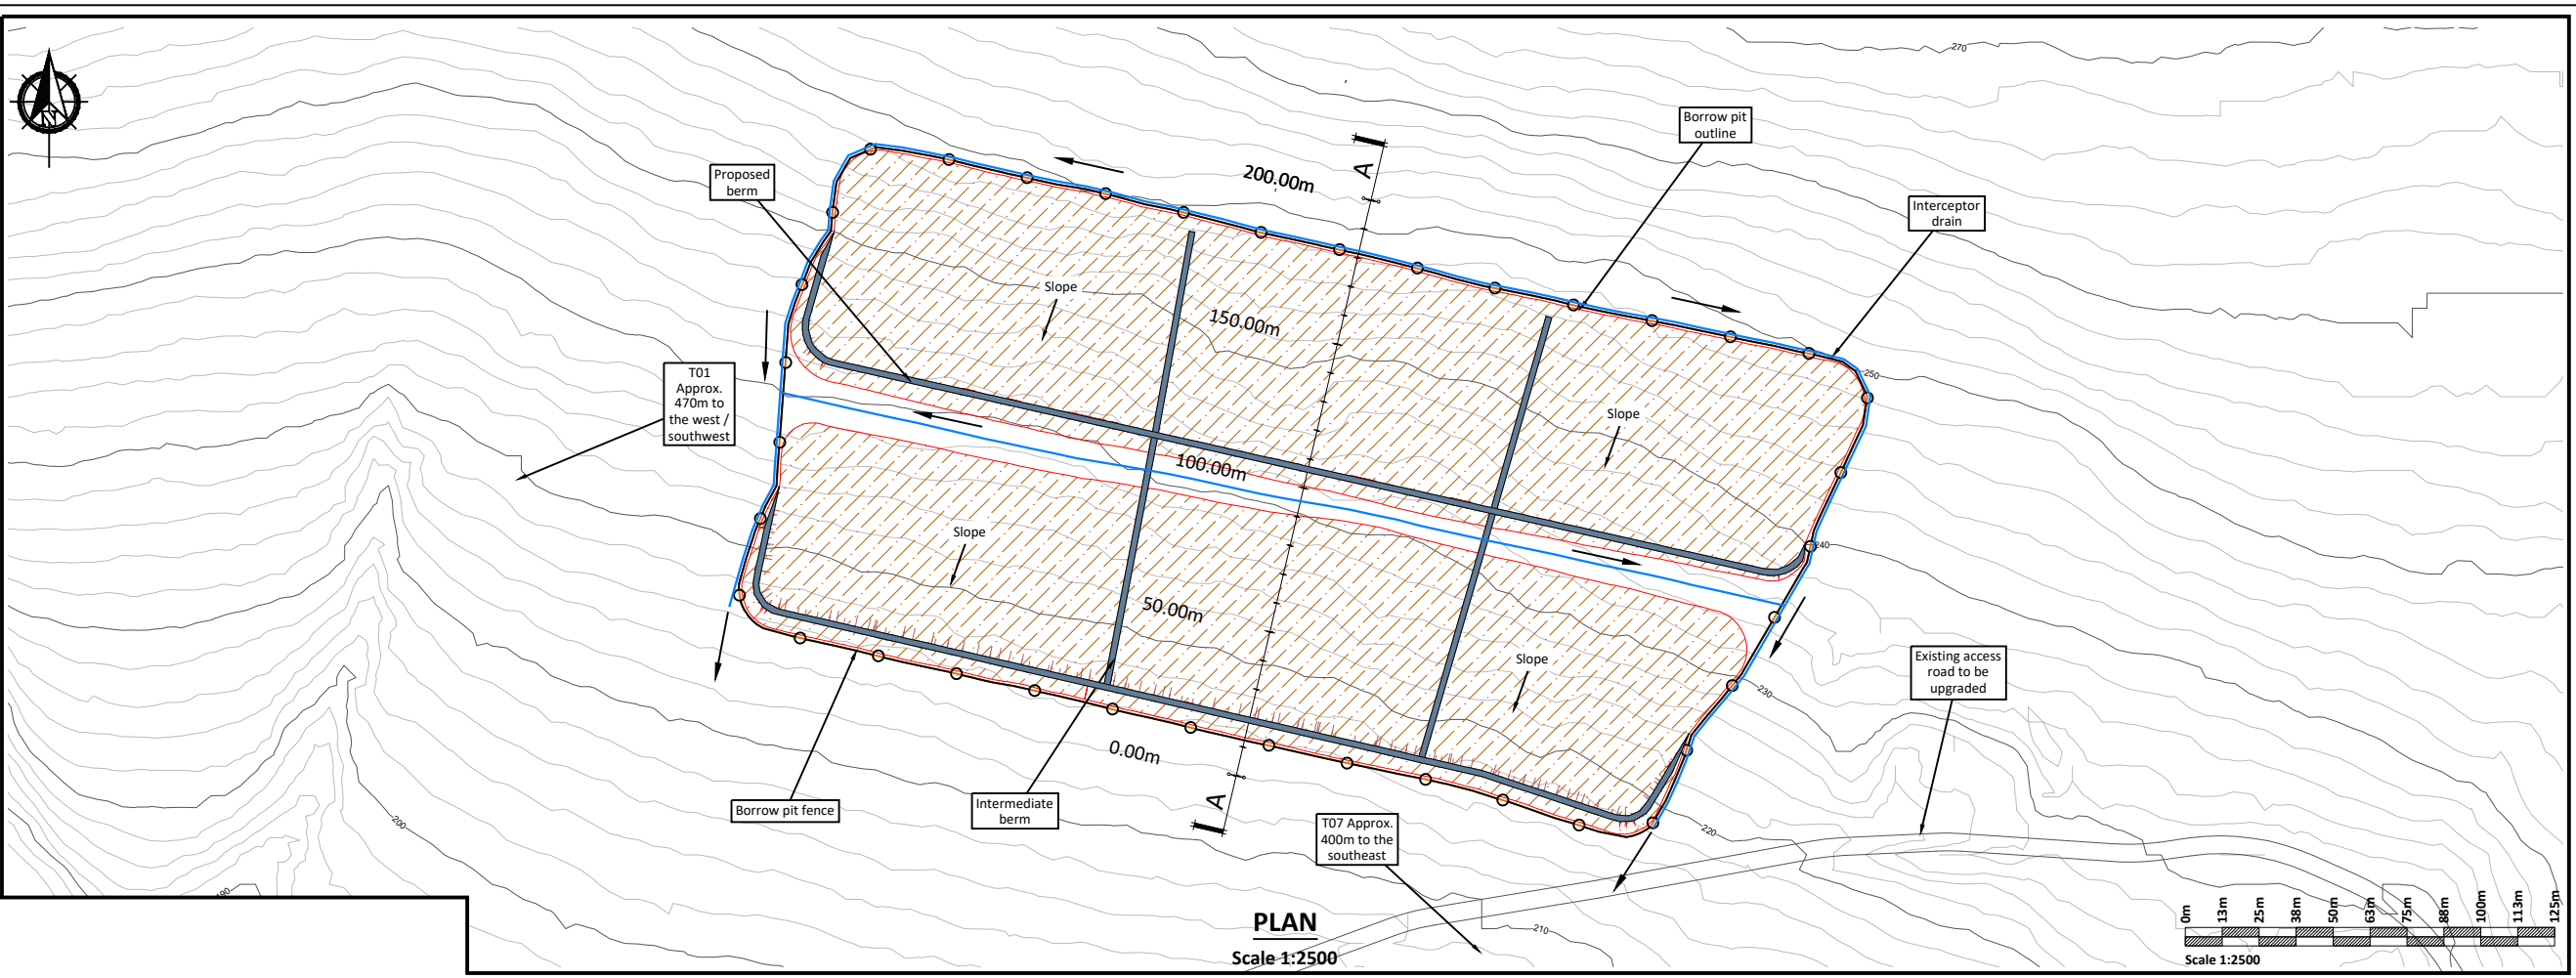 270
N
A
Borrow pit
outline
200.00m
Proposed
berm
Interceptor
drain
Slope
150.00m
250
T01
Approx.
470m to
the west /
southwest
Slope
100.00m
Slope
240
50.00m
Slope
Existing access
road to be
upgraded
230
0.00m
A
Borrow pit fence
Intermediate
berm
200
T07 Approx.
400m to the
southeast
220
190
PLAN
Scale 1:2500
210
0m
13m
25m
38m
50m
63m
75m
88m
100m
113m
125m
Scale 1:2500